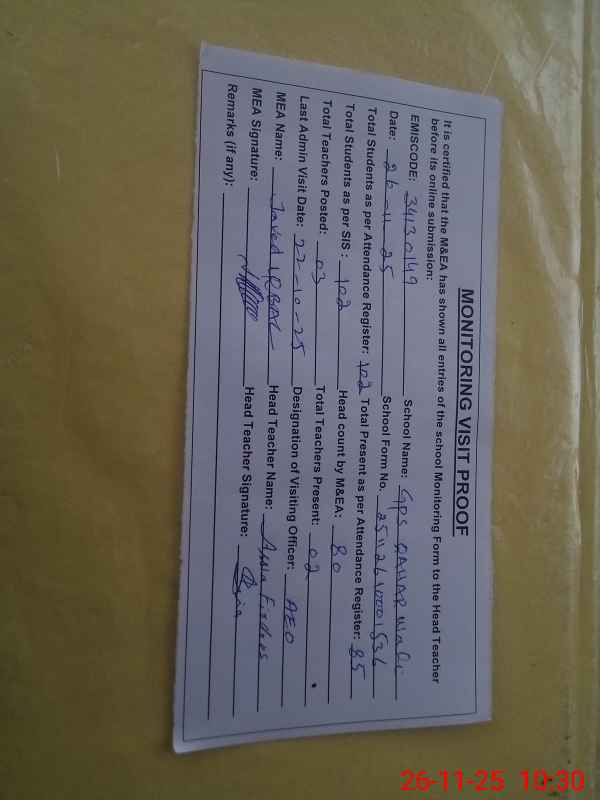 MONITORING VISIT PROOF
It is certified that the M&EA has shown all entries of the school Monitoring Form to the Head Teacher
before its online submission:
EMISCODE: 34130149 School Name: GPS
Date: 26-11-25 School Form No.
Total Students as per Attendance Register: 102 Total Present as per Attendance Register: 85
Total Students as per SIS : 102 Head count by M&EA: 80
Total Teachers Posted: 03 Total Teachers Present: 02
Last Admin Visit Date: 22-10-25 Designation of Visiting Officer: AEO
MEA Name: Javed IQBAL Head Teacher Name:
MEA Signature: Head Teacher Signature:
Remarks (if any):
26-11-25 10:30